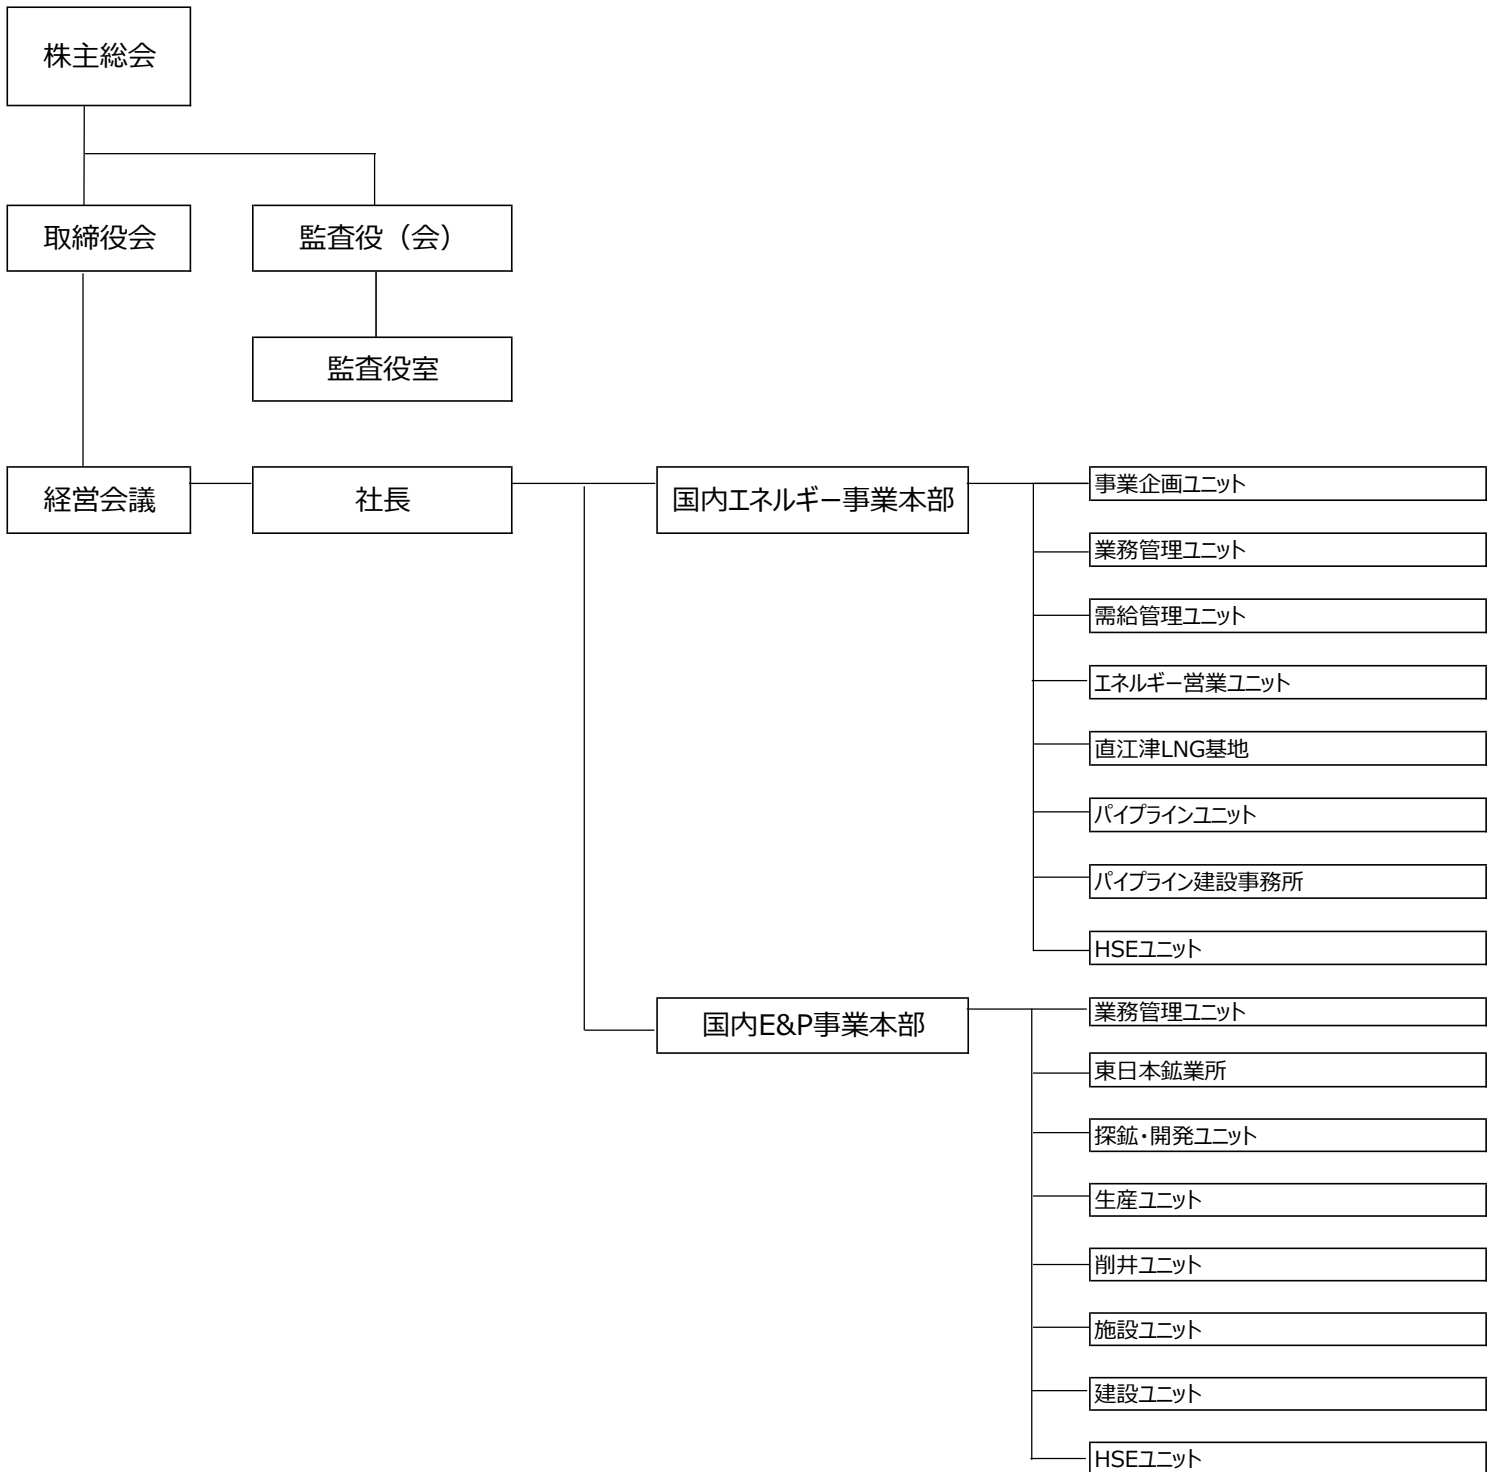 株主総会
取締役会
監査役（会）
監査役室
経営会議
社長
国内エネルギー事業本部
事業企画ユニット
業務管理ユニット
需給管理ユニット
エネルギー営業ユニット
直江津LNG基地
パイプラインユニット
パイプライン建設事務所
HSEユニット
国内E&P事業本部
業務管理ユニット
東日本鉱業所
探鉱・開発ユニット
生産ユニット
削井ユニット
施設ユニット
建設ユニット
HSEユニット